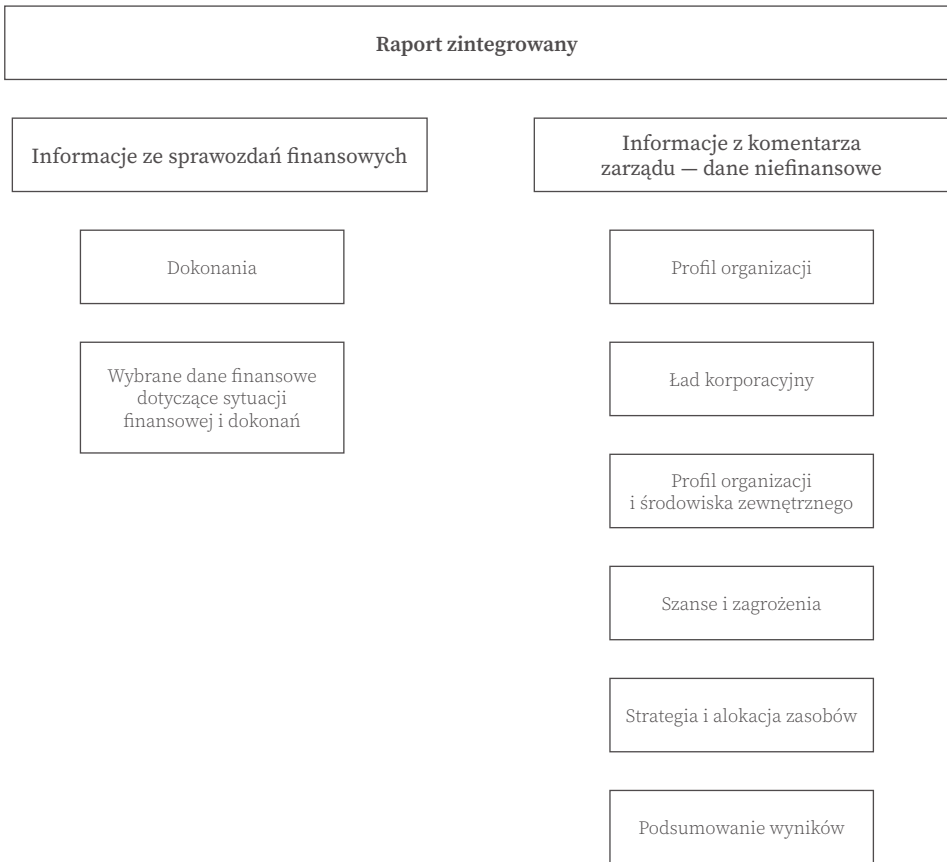 Raport zintegrowany
Informacje ze sprawozdań finansowych
Informacje z komentarza
zarządu — dane niefinansowe
Dokonania
Wybrane dane finansowe
dotyczące sytuacji
finansowej i dokonań
Profil organizacji
Ład korporacyjny
Profil organizacji
i środowiska zewnętrznego
Szanse i zagrożenia
Strategia i alokacja zasobów
Podsumowanie wyników